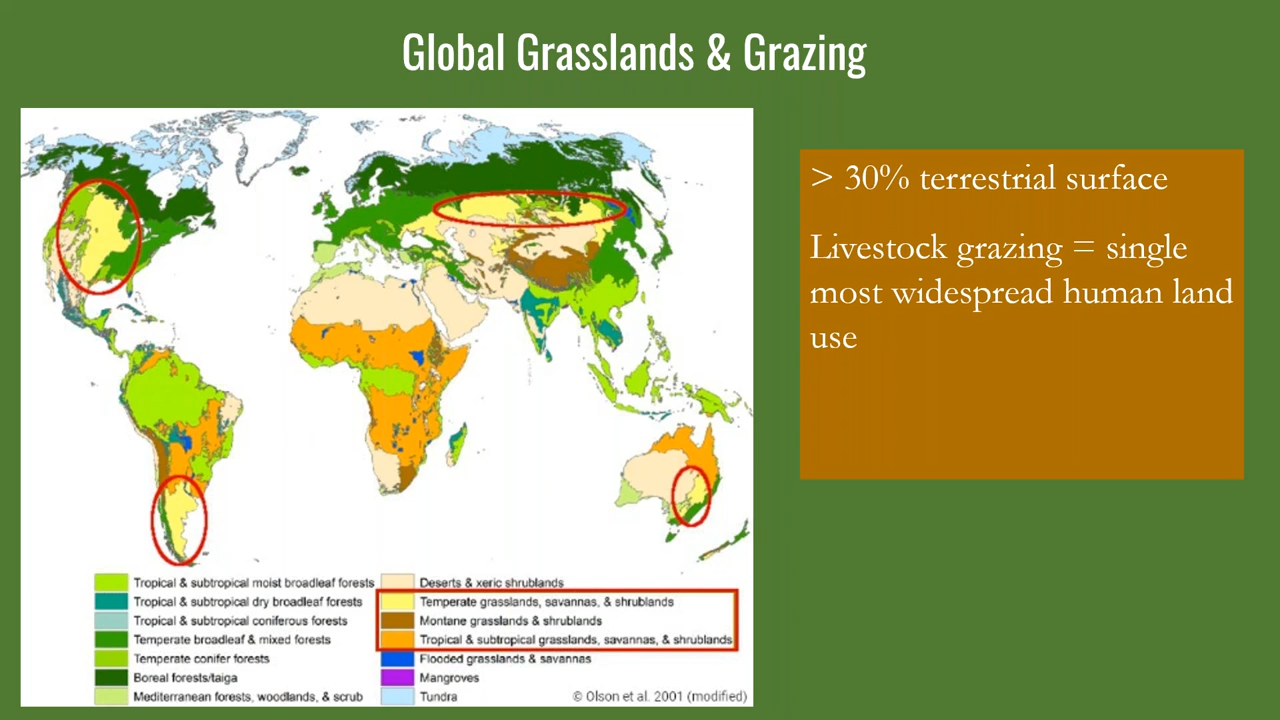 Global Grasslands & Grazing
> 30% terrestrial surface
Livestock grazing = single
most widespread human land
use
Tropical & subtropical moist broadleaf forests
Tropical & subtropical dry broadleaf forests
Tropical & subtropical coniferous forests
Temperate broadleaf & mixed forests
Temperate conifer forests
Boreal forests/taiga
Mediterranean forests, woodlands, & scrub
Deserts & xeric shrublands
Temperate grasslands, savannas, & shrublands
Montane grasslands & shrublands
Tropical & subtropical grasslands, savannas, & shrublands
Flooded grasslands & savannas
Mangroves
Tundra
© Olson et al. 2001 (modified)